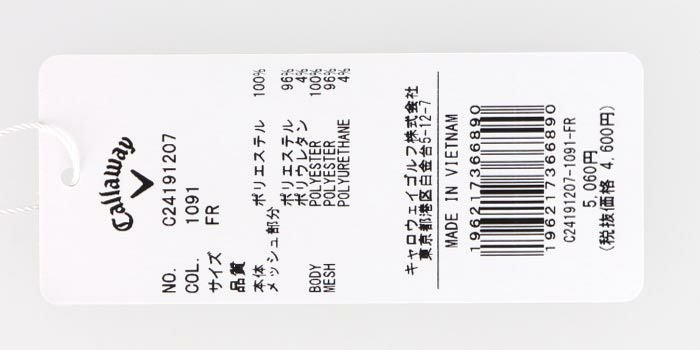 Callaway
NO. C24191207
COL. 1091
サイズ FR
品質
本体 ポリエステル 100%
メッシュ部分
ポリエステル 96%
ポリウレタン 4%
BODY POLYESTER 100%
MESH POLYESTER 96%
POLYURETHANE 4%
キャロウェイゴルフ株式会社
東京都港区白金台5-12-7
MADE IN VIETNAM
196217366890
196217366890
C24191207-1091-FR
5,060円
(税抜価格 4,600円)